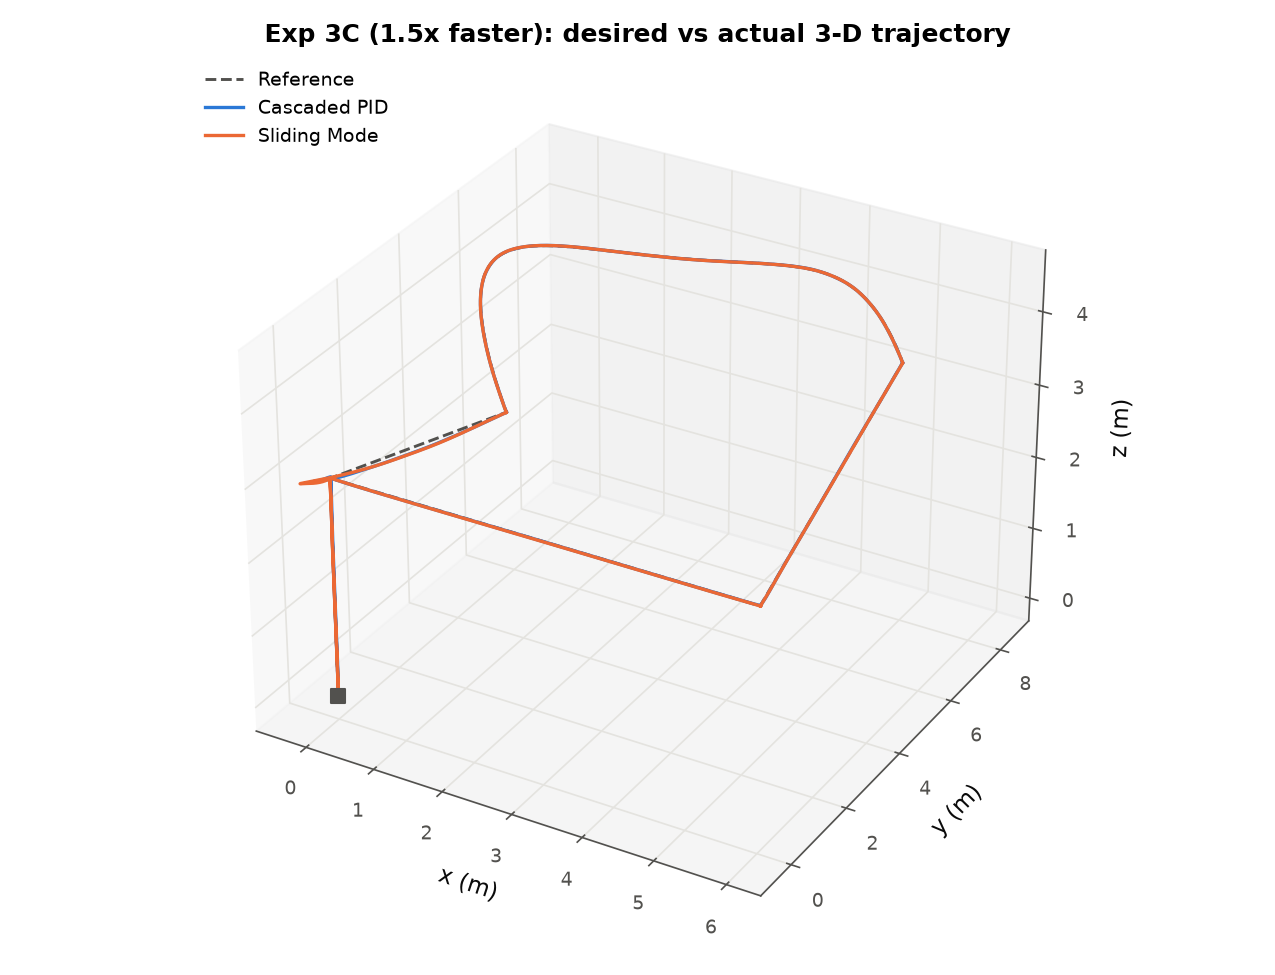 Exp 3C (1.5x faster): desired vs actual 3-D trajectory
Reference
Cascaded PID
Sliding Mode
4
3
2
1
0
z (m)
8
6
4
2
0
y (m)
0
1
2
3
4
5
6
x (m)